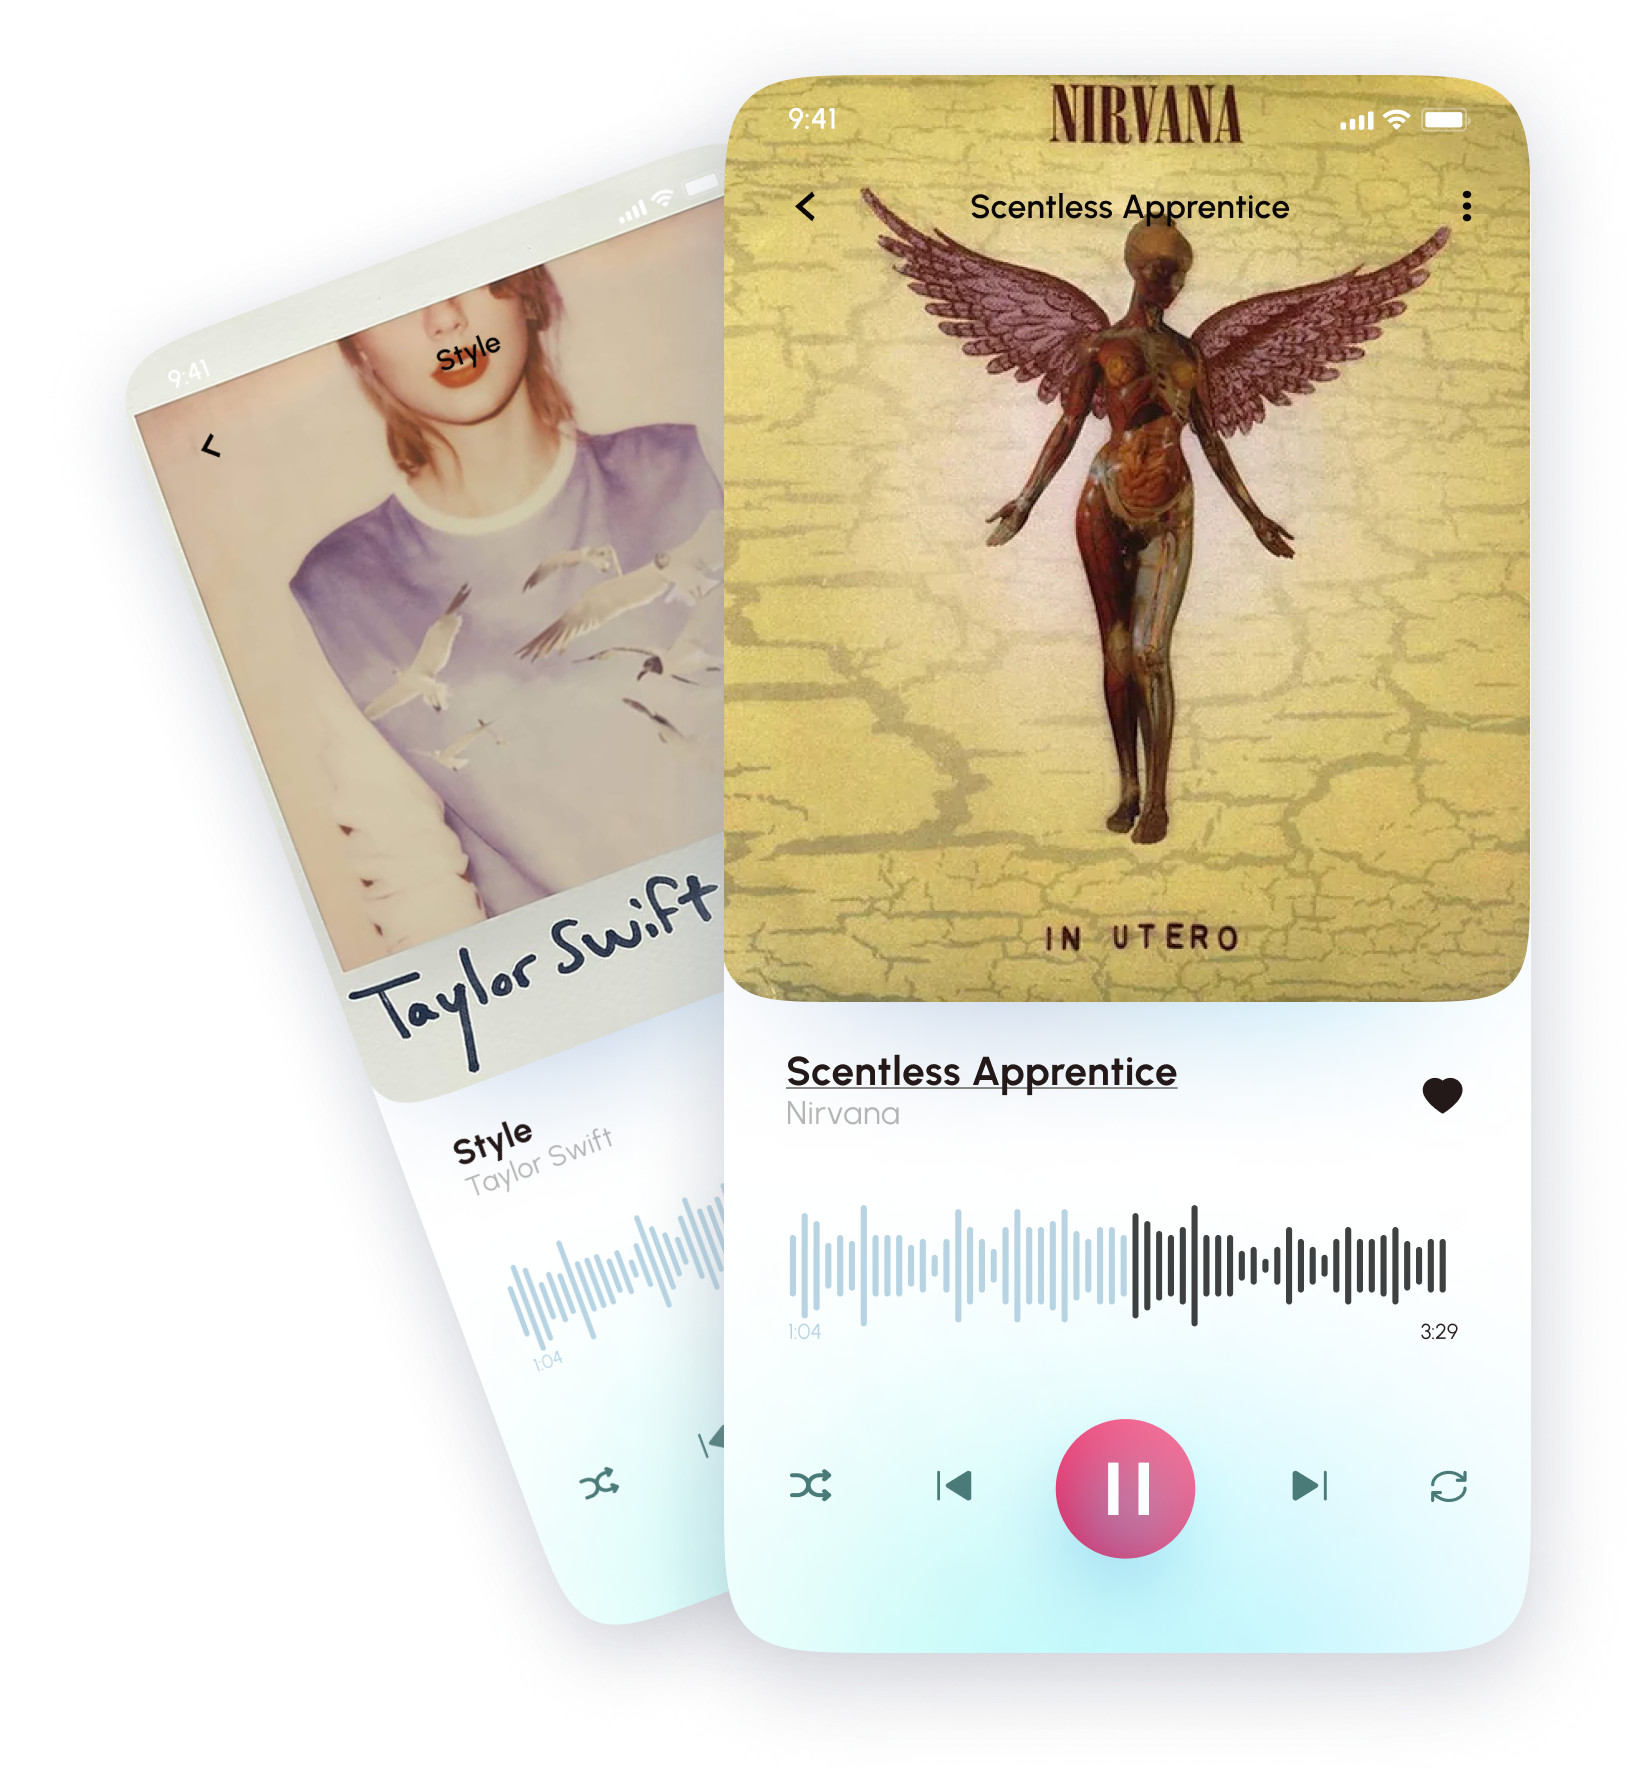 9:41
NIRVANA
Scentless Apprentice
IN UTERO
Scentless Apprentice
Nirvana
1:04
3:29
9:41
Style
Taylor Swift
Style
Taylor Swift
1:04